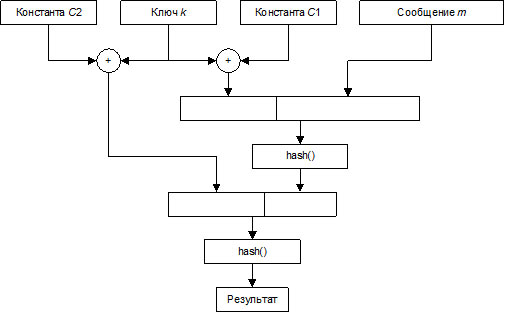 Константа C2
Ключ k
Константа C1
Сообщение m
+
+
hash()
hash()
Результат